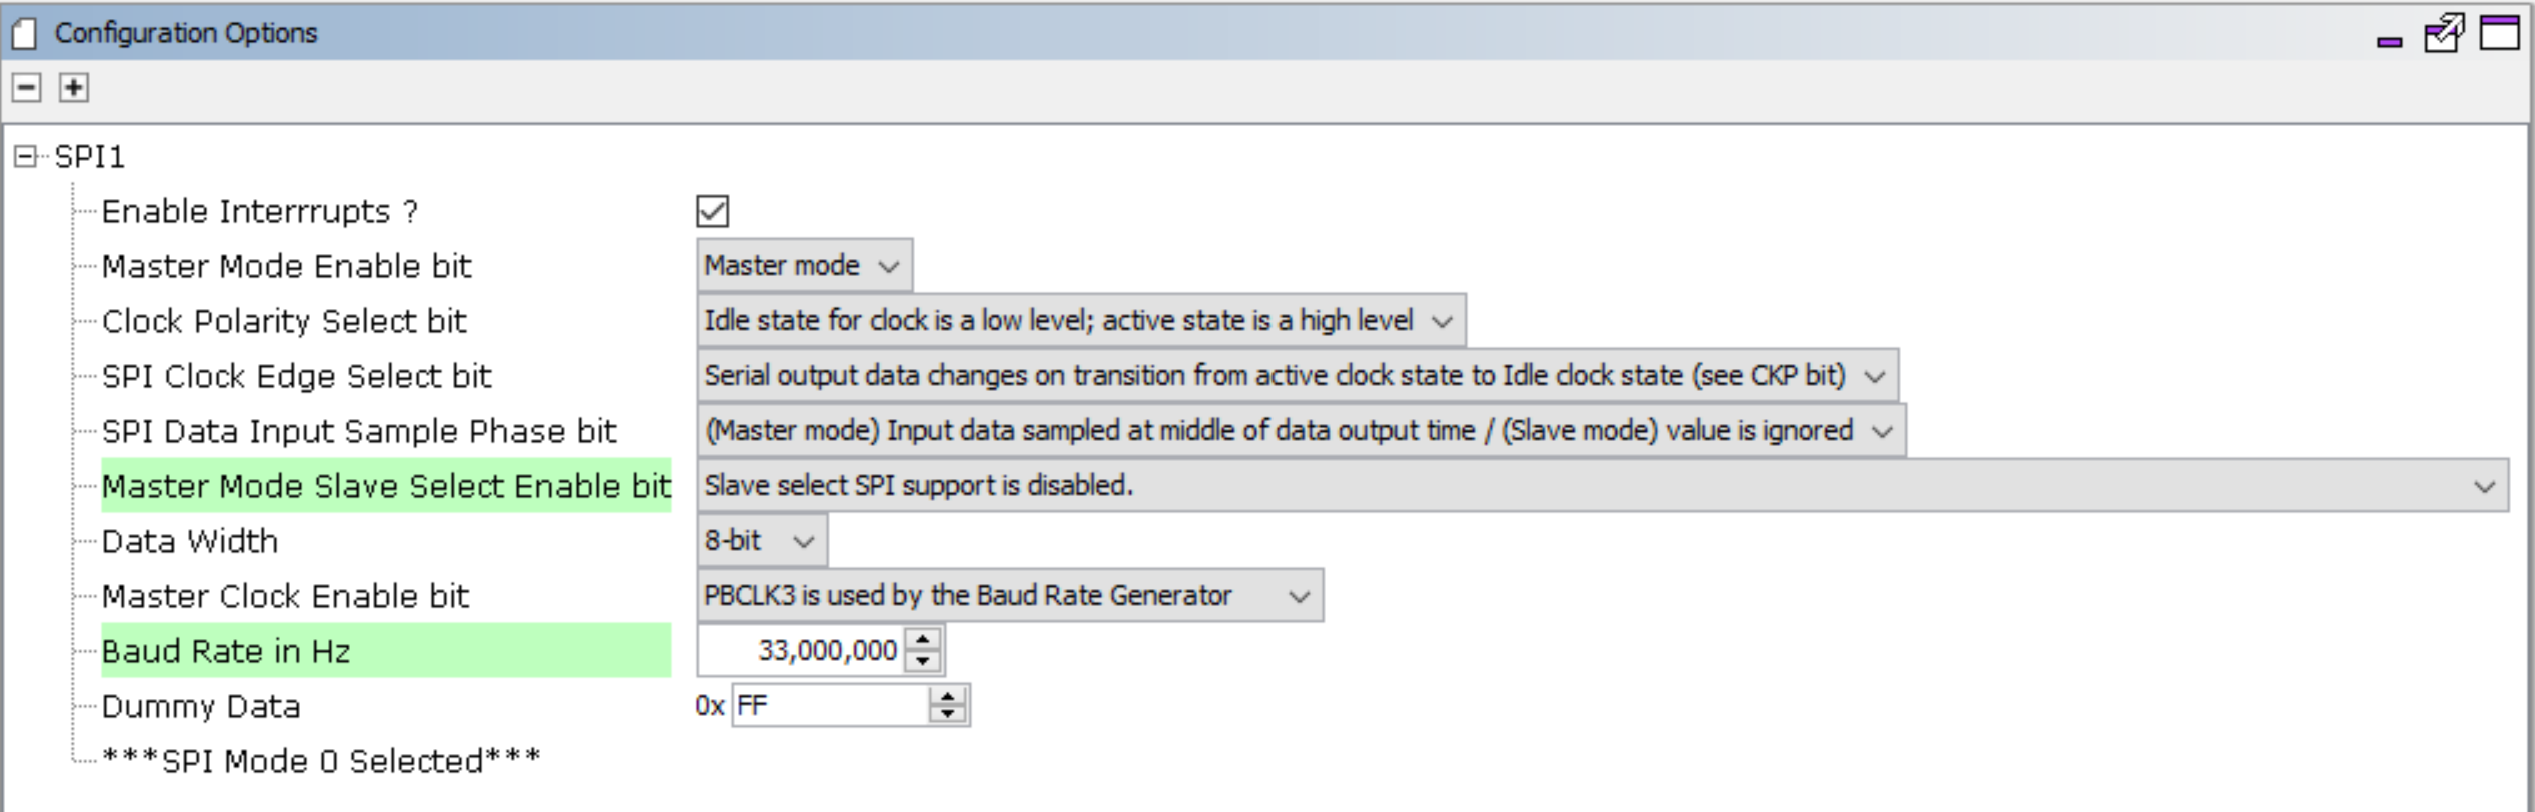 Configuration Options
SPI1
Enable Interrrupts ?
Master Mode Enable bit Master mode
Clock Polarity Select bit Idle state for clock is a low level; active state is a high level
SPI Clock Edge Select bit Serial output data changes on transition from active clock state to Idle clock state (see CKP bit)
SPI Data Input Sample Phase bit (Master mode) Input data sampled at middle of data output time / (Slave mode) value is ignored
Master Mode Slave Select Enable bit Slave select SPI support is disabled.
Data Width 8-bit
Master Clock Enable bit PBCLK3 is used by the Baud Rate Generator
Baud Rate in Hz 33,000,000
Dummy Data 0x FF
***SPI Mode 0 Selected***